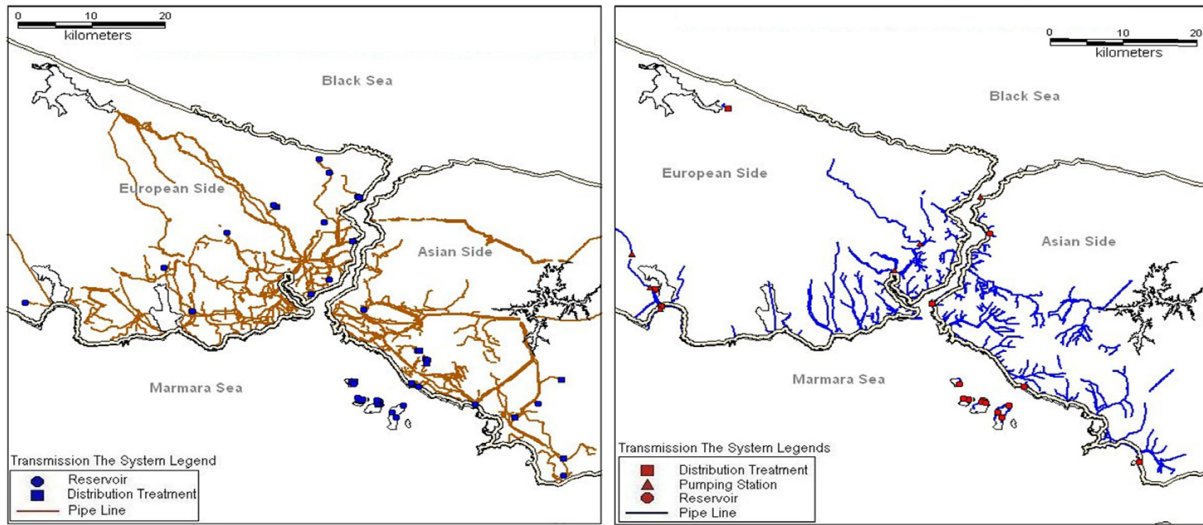 0 10 20
kilometers
Black Sea
European Side
Asian Side
Marmara Sea
Transmission The System Legend
Reservoir
Distribution Treatment
Pipe Line
0 10 20
kilometers
Black Sea
European Side
Asian Side
Marmara Sea
Transmission The System Legends
Distribution Treatment
Pumping Station
Reservoir
Pipe Line